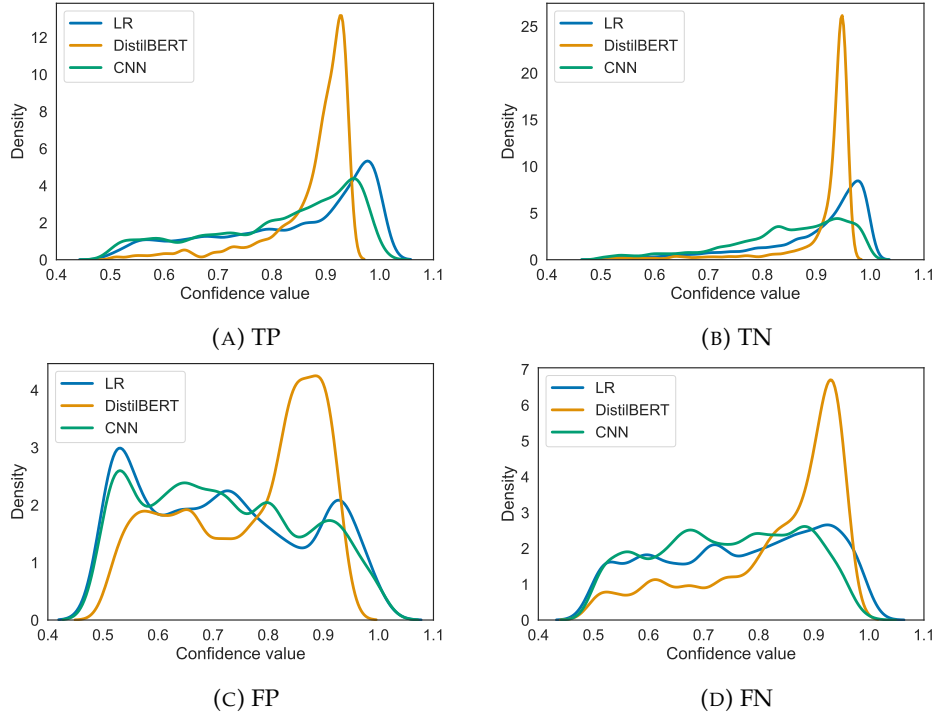 LR
DistilBERT
CNN
Density
12
10
8
6
4
2
0
0.4 0.5 0.6 0.7 0.8 0.9 1.0 1.1
Confidence value
(A) TP
LR
DistilBERT
CNN
Density
25
20
15
10
5
0
0.4 0.5 0.6 0.7 0.8 0.9 1.0 1.1
Confidence value
(B) TN
LR
DistilBERT
CNN
Density
4
3
2
1
0
0.4 0.5 0.6 0.7 0.8 0.9 1.0 1.1
Confidence value
(C) FP
LR
DistilBERT
CNN
Density
7
6
5
4
3
2
1
0
0.4 0.5 0.6 0.7 0.8 0.9 1.0 1.1
Confidence value
(D) FN